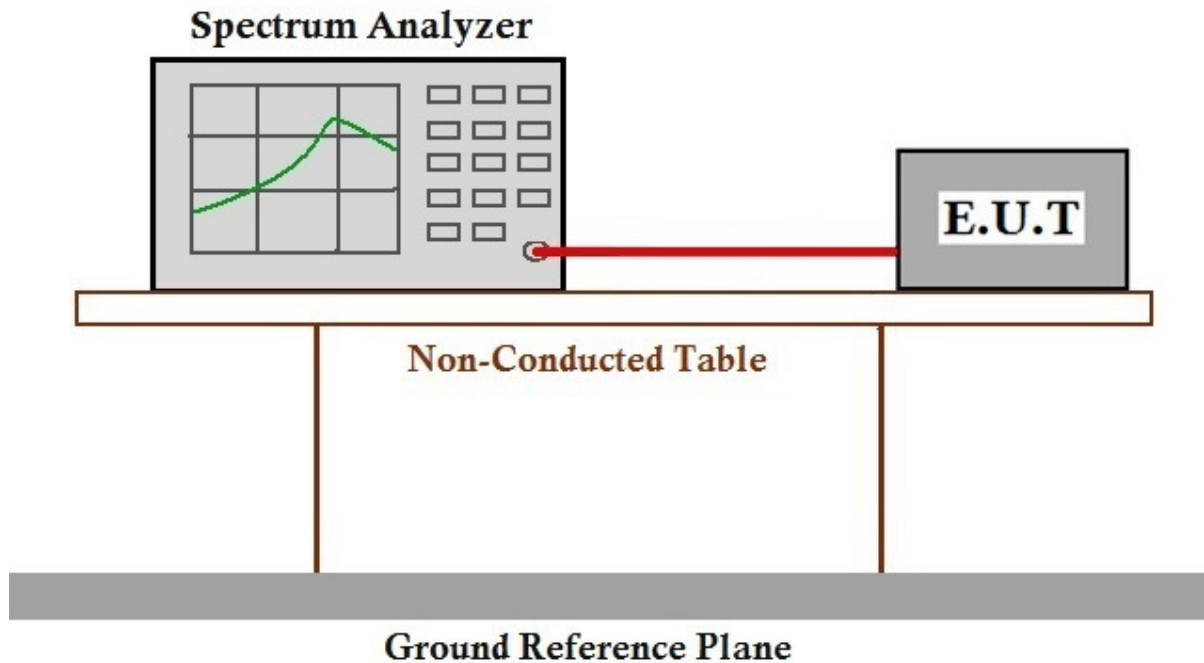 Spectrum Analyzer
E.U.T
Non-Conducted Table
Ground Reference Plane